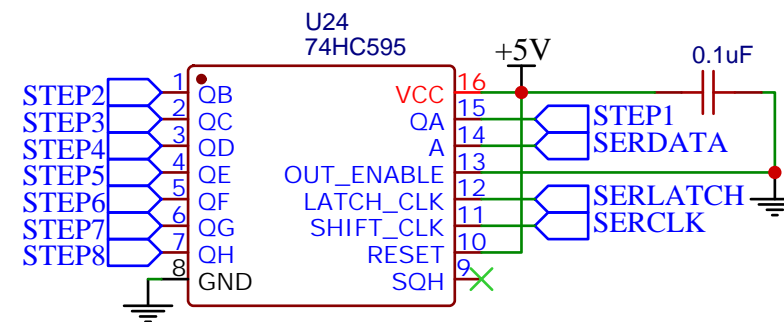 U24
74HC595
+5V
0.1uF
STEP2 1 QB VCC 16
STEP3 2 QC QA 15 STEP1
STEP4 3 QD A 14 SERDATA
STEP5 4 QE OUT_ENABLE 13
STEP6 5 QF LATCH_CLK 12 SERLATCH
STEP7 6 QG SHIFT_CLK 11 SERCLK
STEP8 7 QH RESET 10
8 GND SQH 9